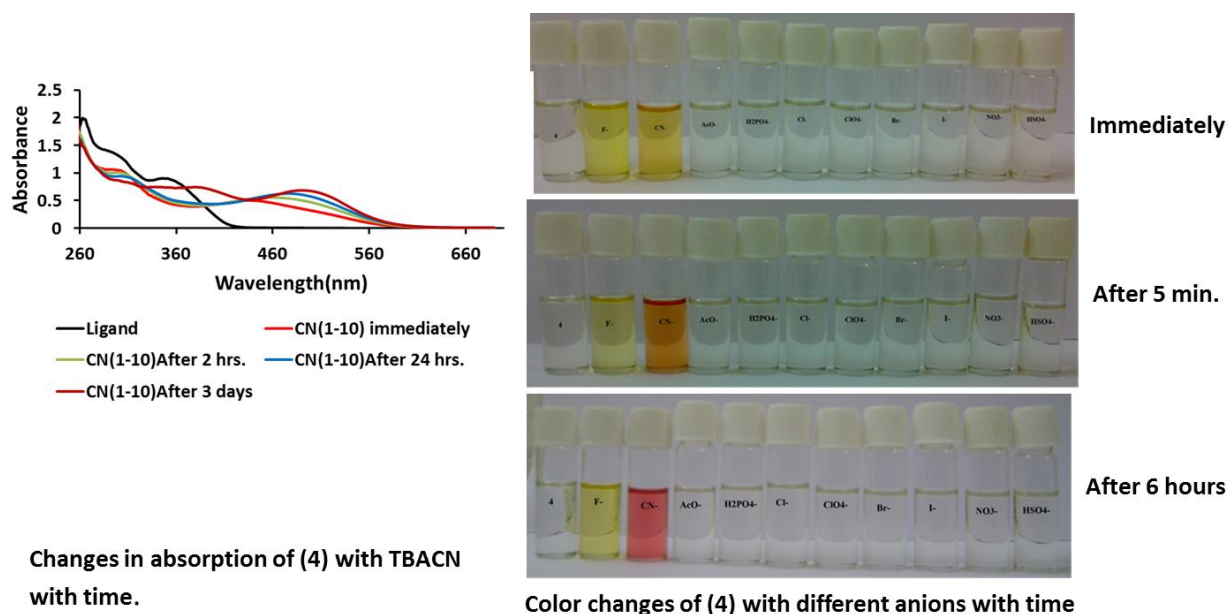 2.5
2
1.5
1
0.5
0
Absorbance
260 360 460 560 660
Wavelength(nm)
Ligand CN(1-10) immediately
CN(1-10)After 2 hrs. CN(1-10)After 24 hrs.
CN(1-10)After 3 days
Changes in absorption of (4) with TBACN
with time.
4 F- CN- AcO- H2PO4- Cl- ClO4- Br- I- NO3- HSO4-
Immediately
4 F- CN- AcO- H2PO4- Cl- ClO4- Br- I- NO3- HSO4-
After 5 min.
4 F- CN- AcO- H2PO4- Cl- ClO4- Br- I- NO3- HSO4-
After 6 hours
Color changes of (4) with different anions with time